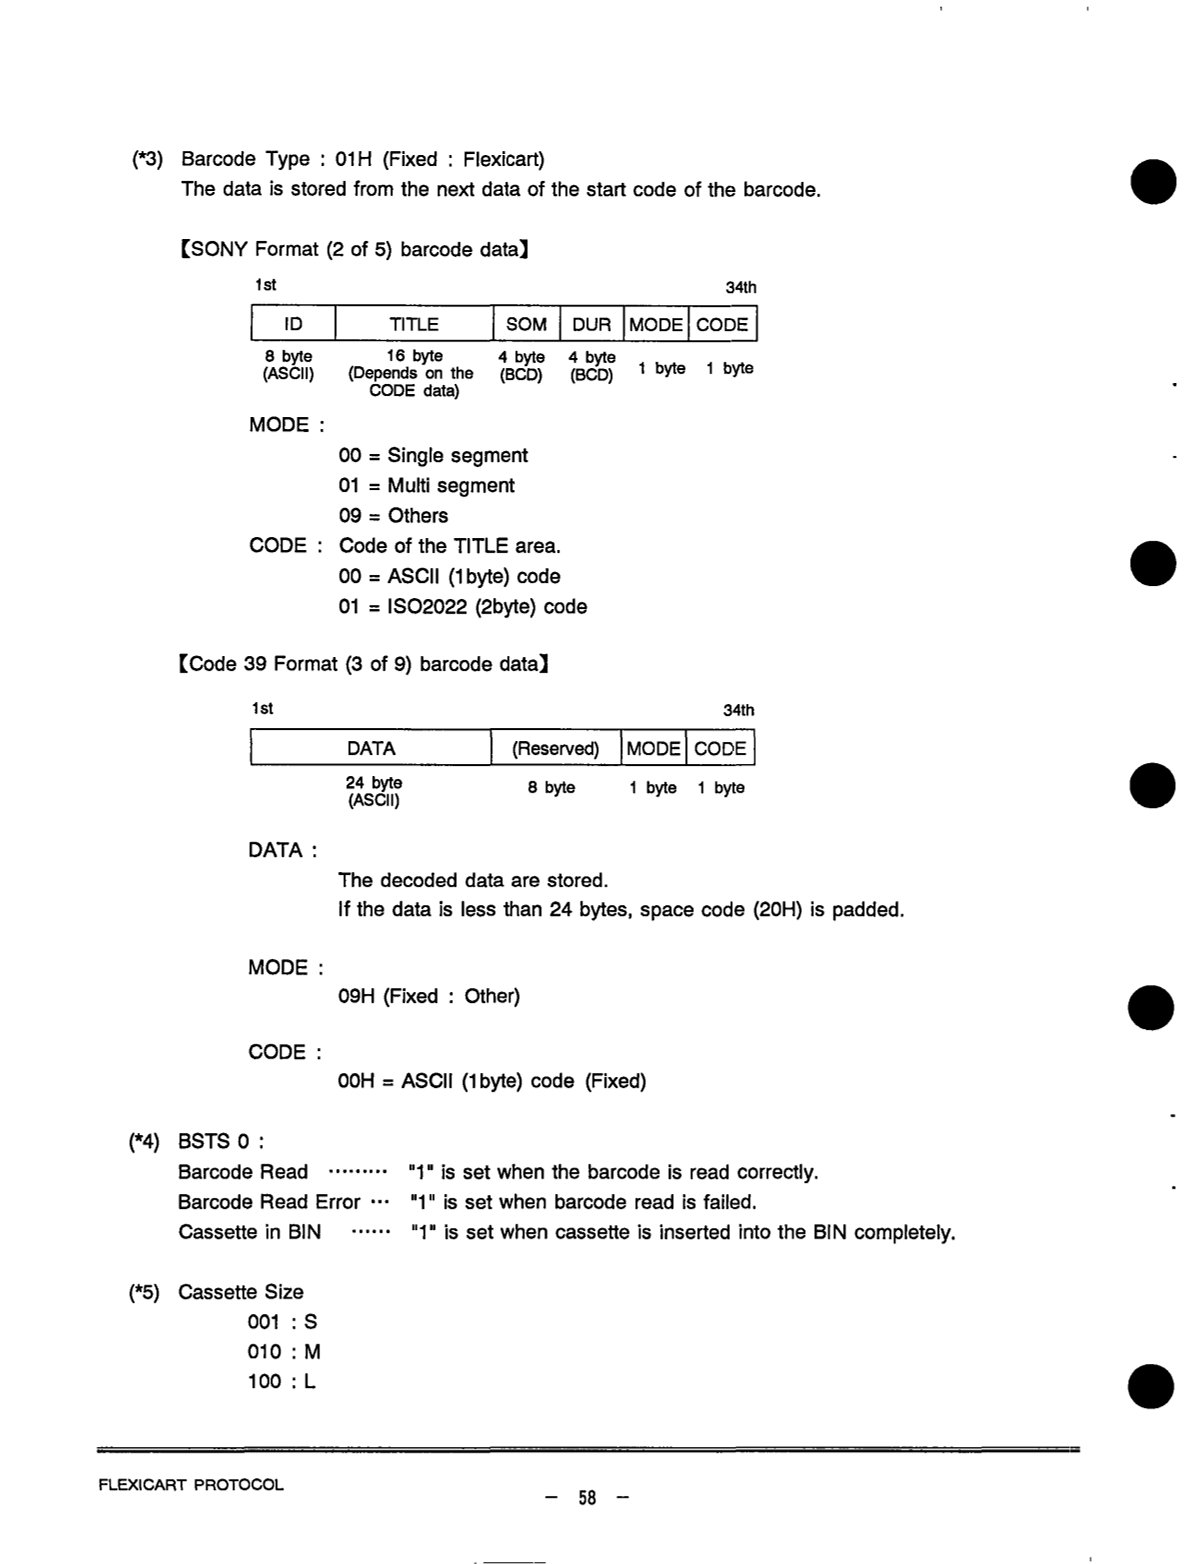 (*3) Barcode Type : 01H (Fixed : Flexicart)
The data is stored from the next data of the start code of the barcode.
【SONY Format (2 of 5) barcode data】
1st 34th
ID TITLE SOM DUR MODE CODE
8 byte 16 byte 4 byte 4 byte 1 byte 1 byte
(ASCII) (Depends on the (BCD) (BCD)
CODE data)
MODE :
00 = Single segment
01 = Multi segment
09 = Others
CODE : Code of the TITLE area.
00 = ASCII (1byte) code
01 = ISO2022 (2byte) code
【Code 39 Format (3 of 9) barcode data】
1st 34th
DATA (Reserved) MODE CODE
24 byte 8 byte 1 byte 1 byte
(ASCII)
DATA :
The decoded data are stored.
If the data is less than 24 bytes, space code (20H) is padded.
MODE :
09H (Fixed : Other)
CODE :
00H = ASCII (1byte) code (Fixed)
(*4) BSTS 0 :
Barcode Read ········· "1" is set when the barcode is read correctly.
Barcode Read Error ··· "1" is set when barcode read is failed.
Cassette in BIN ······ "1" is set when cassette is inserted into the BIN completely.
(*5) Cassette Size
001 : S
010 : M
100 : L
FLEXICART PROTOCOL
– 58 –